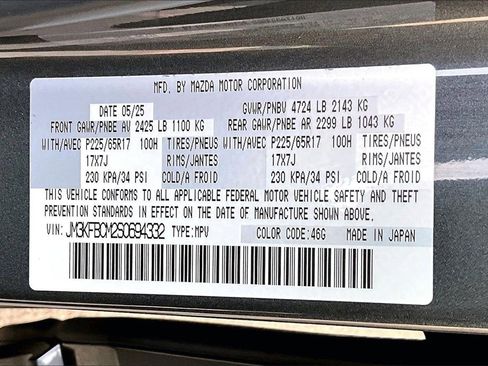 MFD. BY MAZDA MOTOR CORPORATION
DATE 05/25 GVWR/PNBV 4724 LB 2143 KG
FRONT GAWR/PNBE AV 2425 LB 1100 KG REAR GAWR/PNBE AR 2299 LB 1043 KG
WITH/AVEC P225/65R17 100H TIRES/PNEUS WITH/AVEC P225/65R17 100H TIRES/PNEUS
17X7J RIMS/JANTES 17X7J RIMS/JANTES
230 KPA/34 PSI COLD/A FROID 230 KPA/34 PSI COLD/A FROID
THIS VEHICLE CONFORMS TO ALL APPLICABLE FEDERAL MOTOR VEHICLE SAFETY AND THEFT
PREVENTION STANDARDS IN EFFECT ON THE DATE OF MANUFACTURE SHOWN ABOVE.
VIN: JM3KFBCM2S0694332 TYPE: MPV COLOR CODE: 46G MADE IN JAPAN